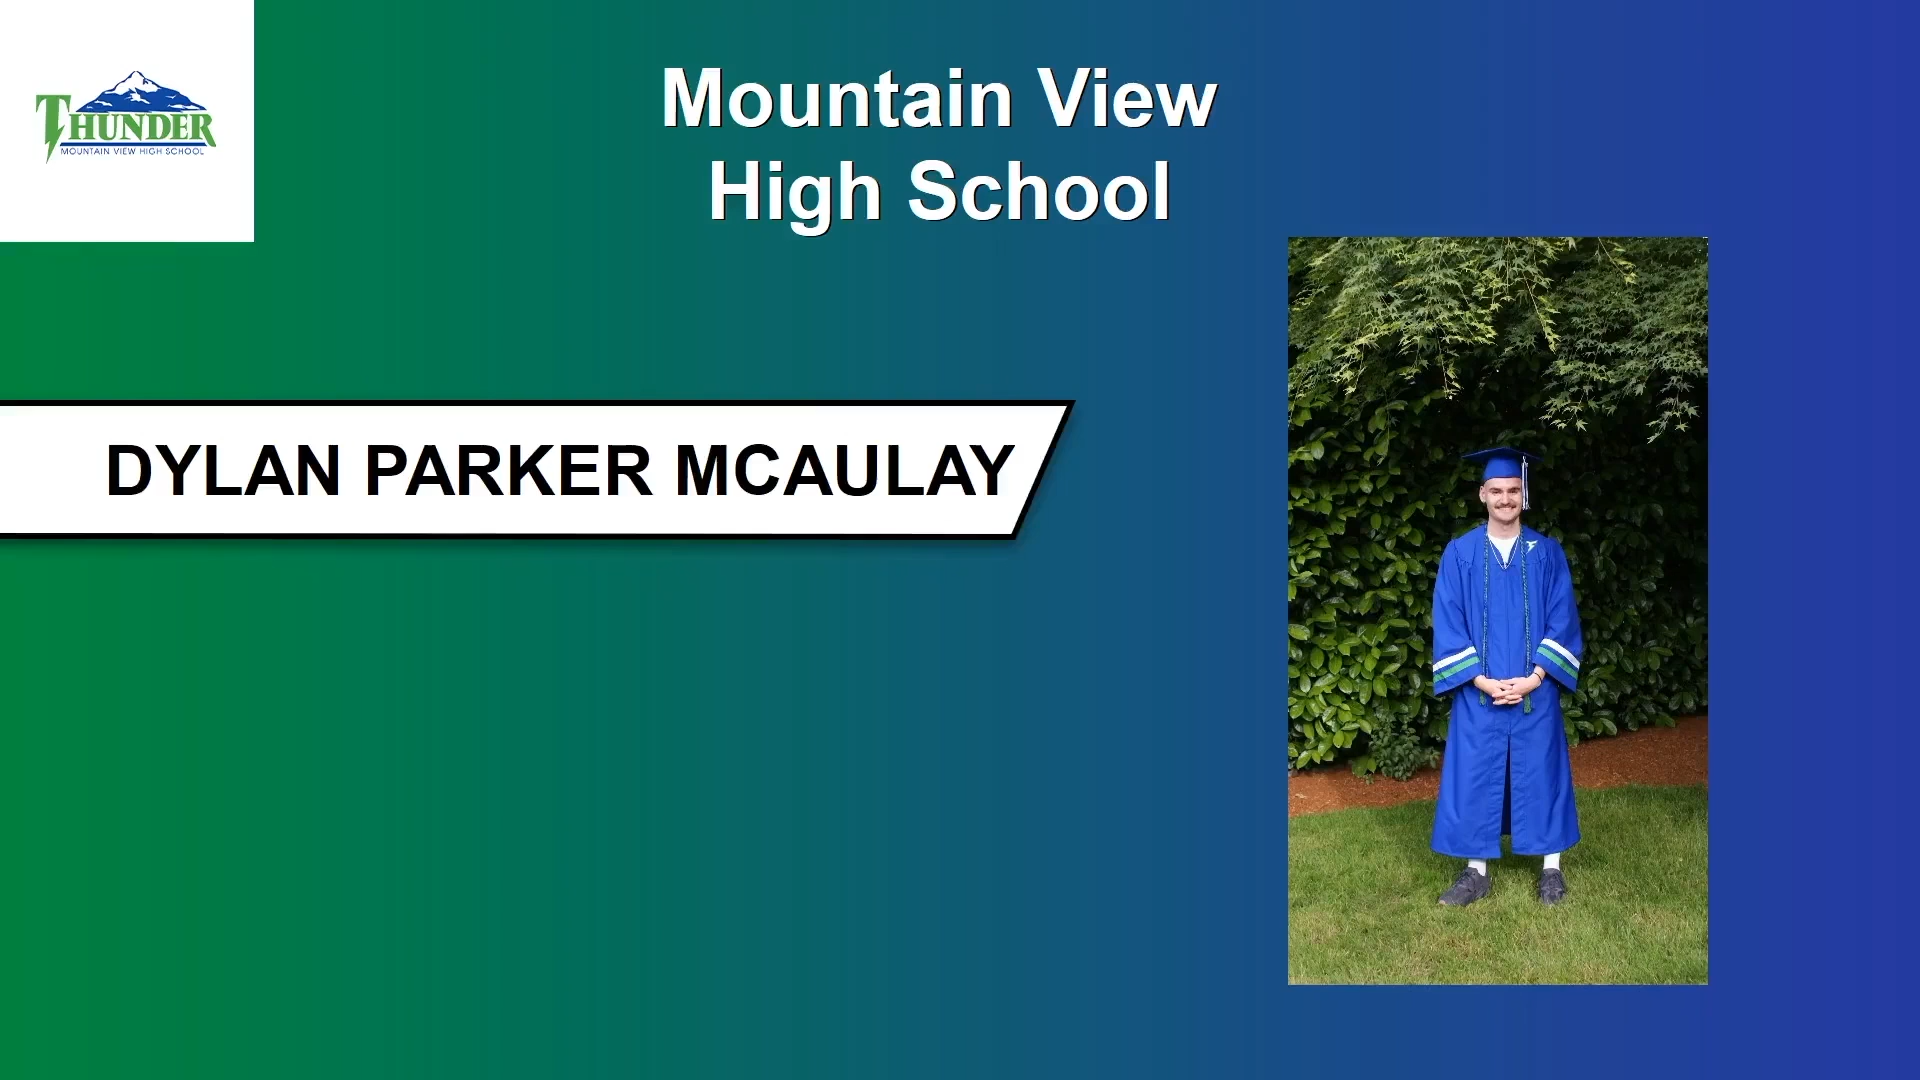 THUNDER
MOUNTAIN VIEW HIGH SCHOOL
Mountain View
High School
DYLAN PARKER MCAULAY